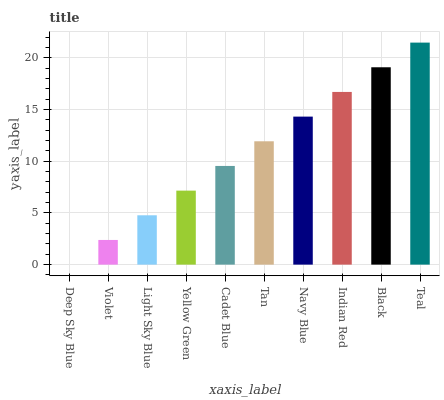 title
yaxis_label
20
15
10
5
0
Deep Sky Blue
Violet
Light Sky Blue
Yellow Green
Cadet Blue
Tan
Navy Blue
Indian Red
Black
Teal
xaxis_label